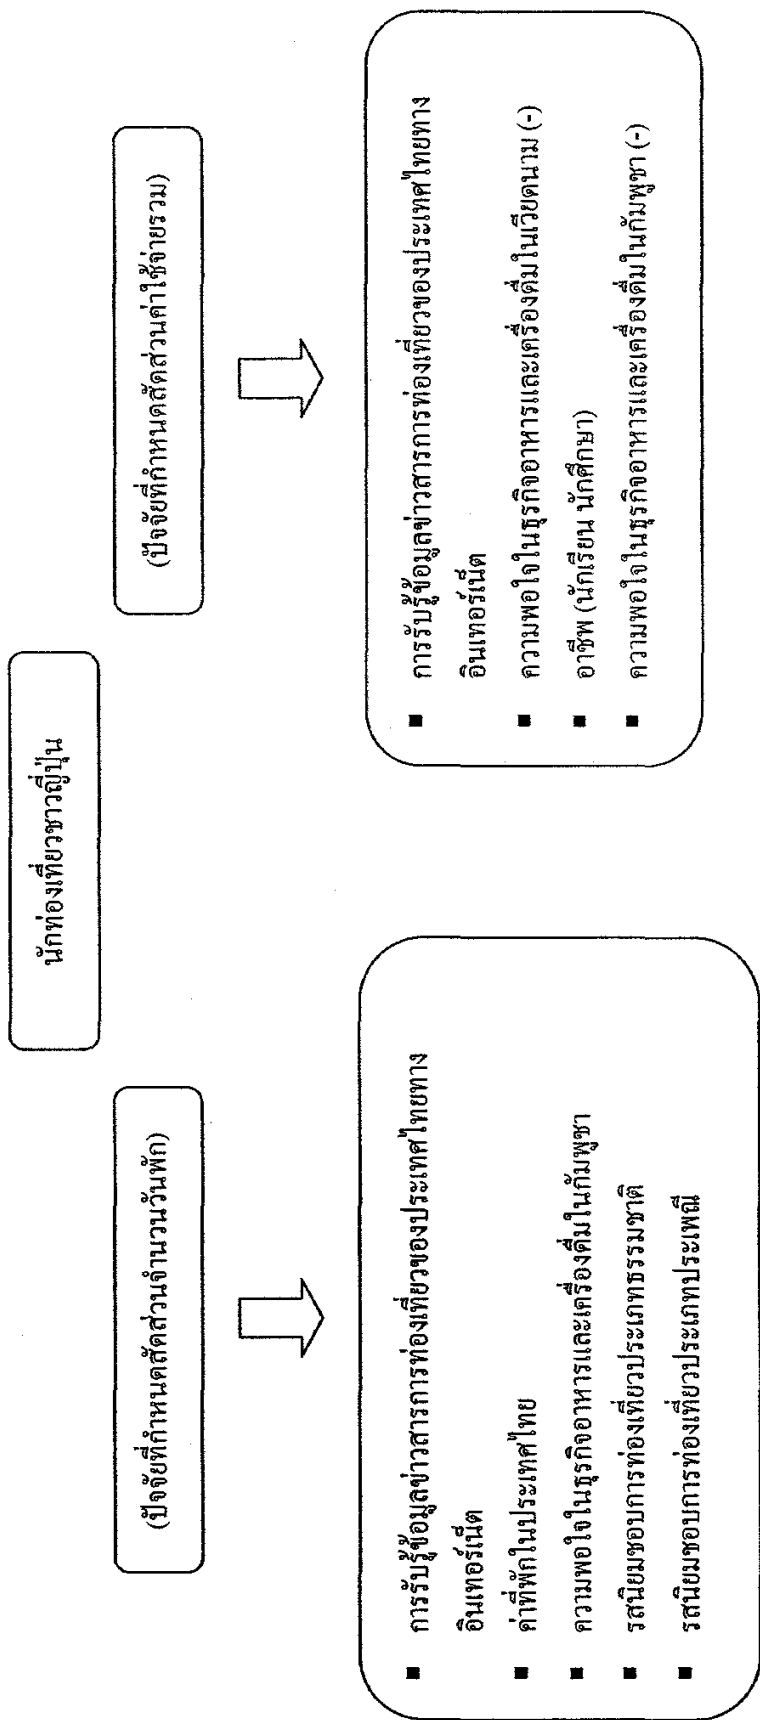 นักท่องเที่ยวชาวญี่ปุ่น
(ปัจจัยที่กำหนดสัดส่วนจำนวนวันพัก)
■ การรับรู้ข้อมูลข่าวสารการท่องเที่ยวของประเทศไทยทาง
อินเทอร์เน็ต
■ ค่าที่พักในประเทศไทย
■ ความพอใจในธุรกิจอาหารและเครื่องดื่มในกัมพูชา
■ รสนิยมชอบการท่องเที่ยวประเภทธรรมชาติ
■ รสนิยมชอบการท่องเที่ยวประเภทประเพณี
(ปัจจัยที่กำหนดสัดส่วนค่าใช้จ่ายรวม)
■ การรับรู้ข้อมูลข่าวสารการท่องเที่ยวของประเทศไทยทาง
อินเทอร์เน็ต
■ ความพอใจในธุรกิจอาหารและเครื่องดื่มในเวียดนาม (-)
■ อาชีพ (นักเรียน นักศึกษา)
■ ความพอใจในธุรกิจอาหารและเครื่องดื่มในกัมพูชา (-)